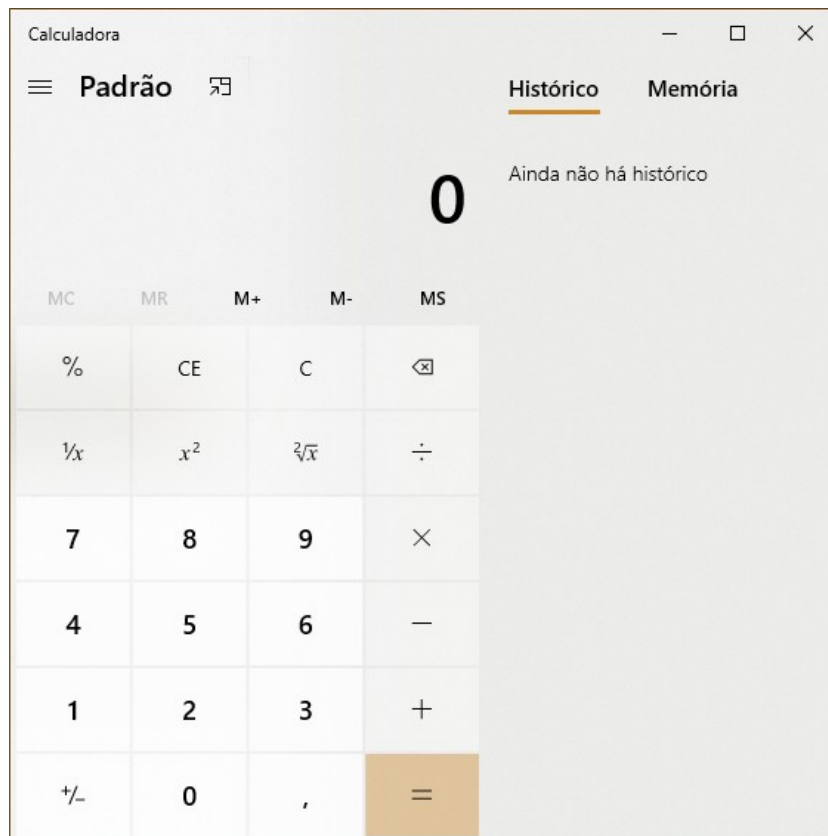 Calculadora
Padrão
Histórico Memória
Ainda não há histórico
0
MC MR M+ M- MS
% CE C
¹/x x² ²√x ÷
7 8 9 ×
4 5 6 −
1 2 3 +
+/− 0 , =